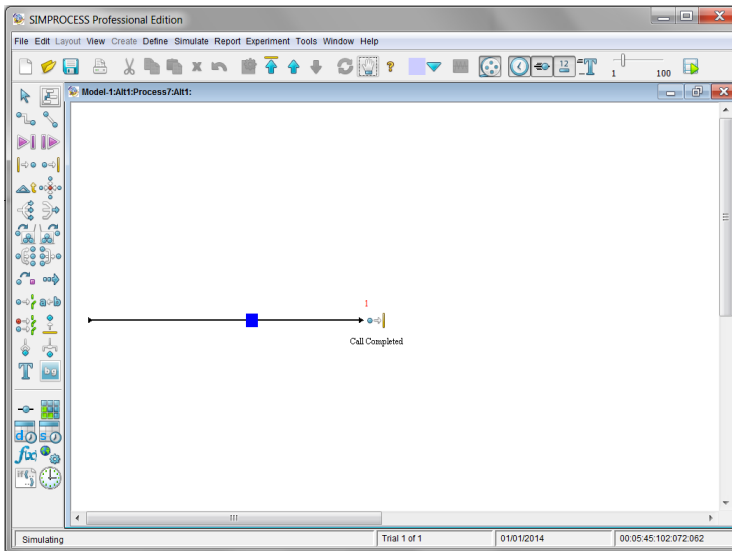 SIMPROCESS Professional Edition
File Edit Layout View Create Define Simulate Report Experiment Tools Window Help
12
1 100
Model-1:Alt1:Process7:Alt1:
1
Call Completed
a b
T bg
d s
f(x)
Simulating Trial 1 of 1 01/01/2014 00:05:45:102:072:062